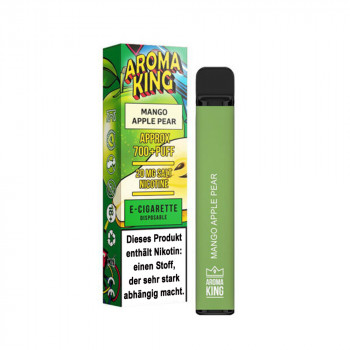 AROMA
KING
MANGO
APPLE PEAR
APPROX
700+PUFF
20 MG SALT
NICOTINE
E-CIGARETTE
DISPOSABLE
Dieses Produkt
enthält Nikotin:
einen Stoff,
der sehr stark
abhängig macht.
MANGO APPLE PEAR
AROMA
KING